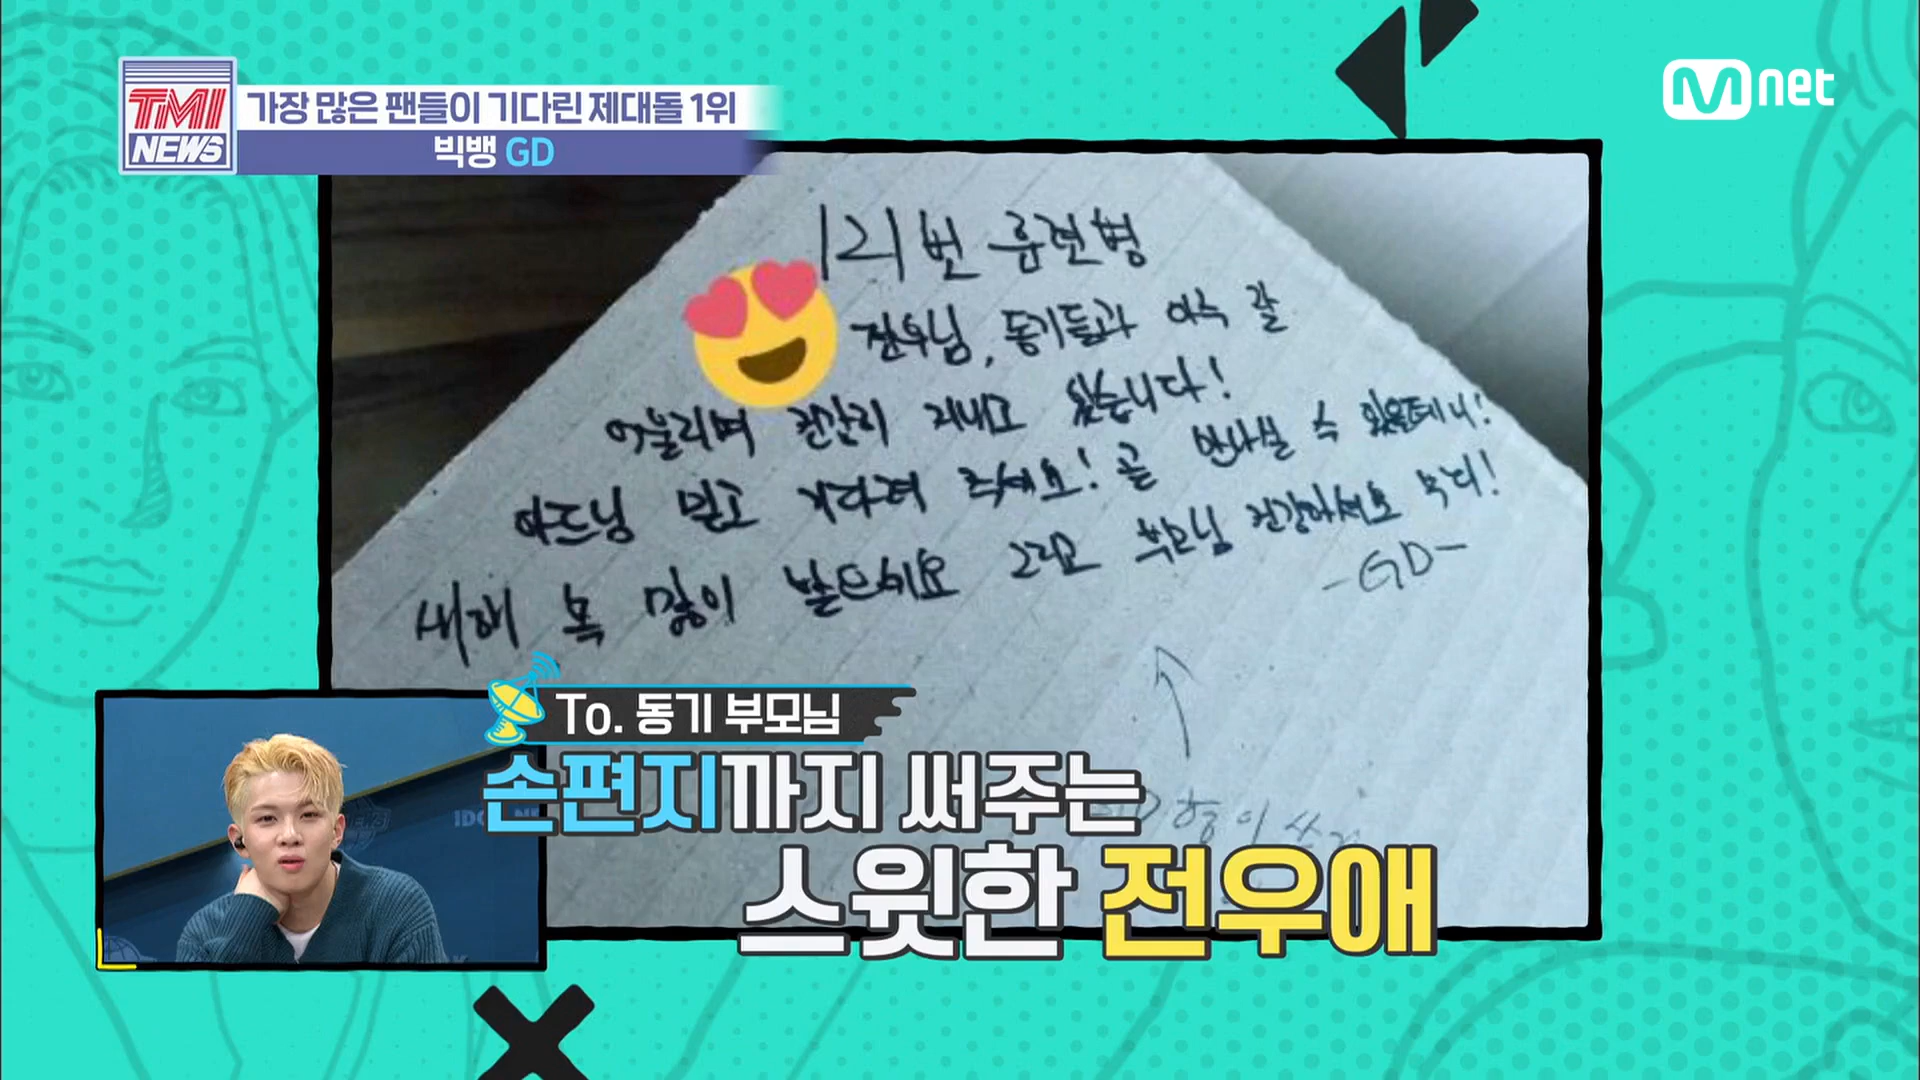 TMI
NEWS
가장 많은 팬들이 기다린 제대돌 1위
빅뱅 GD
Mnet
121번 훈련병
전우님, 동기들과 아주 잘
어울리며 건강히 지내고 있습니다!
아드님 믿고 기다려 주세요! 곧 만나실 수 있을테니!
새해 복 많이 받으세요 그리고 부모님 건강하세요 꼭!
-GD-
To. 동기 부모님
손편지까지 써주는
스윗한 전우애